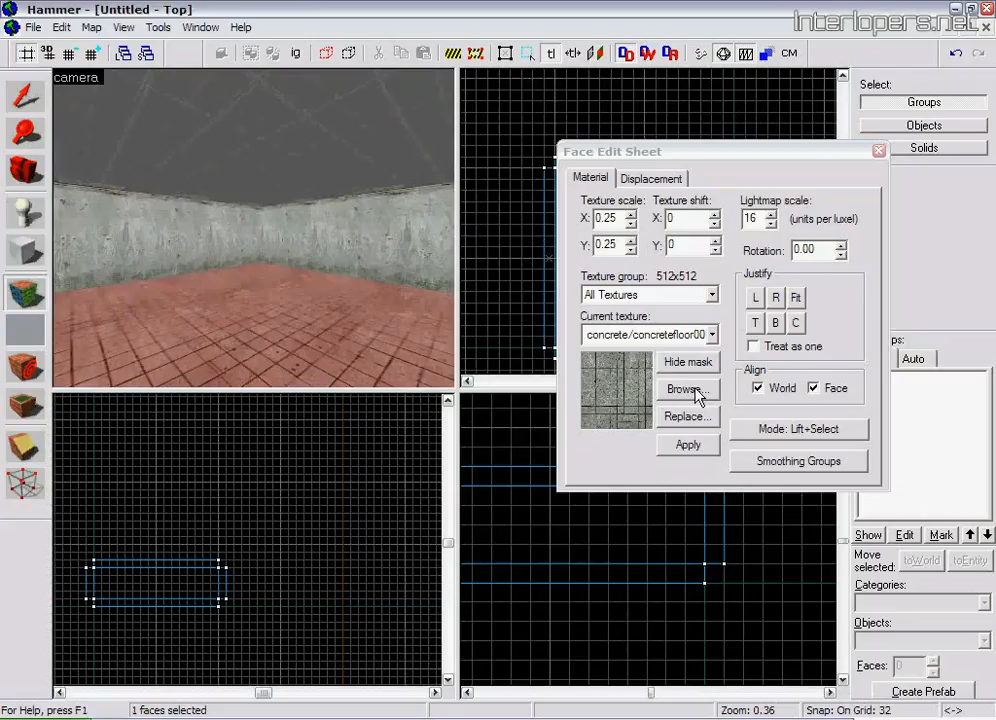 Hammer - [Untitled - Top]
Interlopers.net
File Edit Map View Tools Window Help
3D
ig
tl
CM
camera
Select:
Groups
Objects
Solids
Face Edit Sheet
Material Displacement
Texture scale: Texture shift: Lightmap scale:
X: 0.25 X: 0 16 (units per luxel)
Y: 0.25 Y: 0 Rotation: 0.00
Texture group: 512x512
All Textures
Justify
L R Fit
T B C
Treat as one
Current texture:
concrete/concretefloor00
Hide mask
Browse...
Replace...
Apply
Align
World Face
Mode: Lift+Select
Smoothing Groups
ps:
Auto
Show Edit Mark
Move
selected:
toWorld toEntity
Categories:
Objects:
Faces: 0
Create Prefab
For Help, press F1 1 faces selected Zoom: 0.36 Snap: On Grid: 32 <->